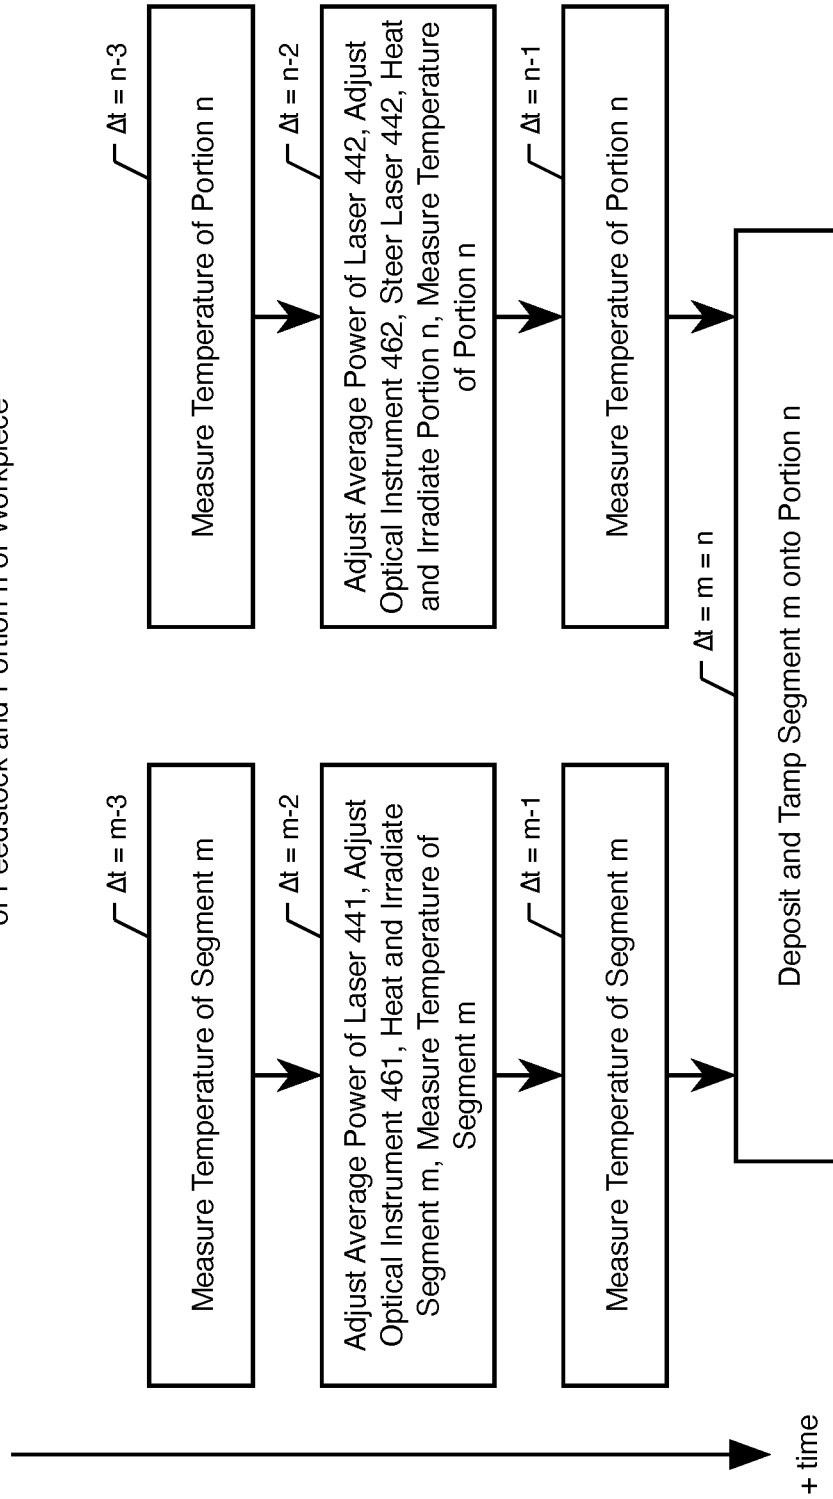 of Feedstock and Portion n of Workpiece
Δt = m-3
Measure Temperature of Segment m
Δt = n-3
Measure Temperature of Portion n
Δt = m-2
Adjust Average Power of Laser 441, Adjust
Optical Instrument 461, Heat and Irradiate
Segment m, Measure Temperature of
Segment m
Δt = n-2
Adjust Average Power of Laser 442, Adjust
Optical Instrument 462, Steer Laser 442, Heat
and Irradiate Portion n, Measure Temperature
of Portion n
Δt = m-1
Measure Temperature of Segment m
Δt = n-1
Measure Temperature of Portion n
Δt = m = n
Deposit and Tamp Segment m onto Portion n
+ time